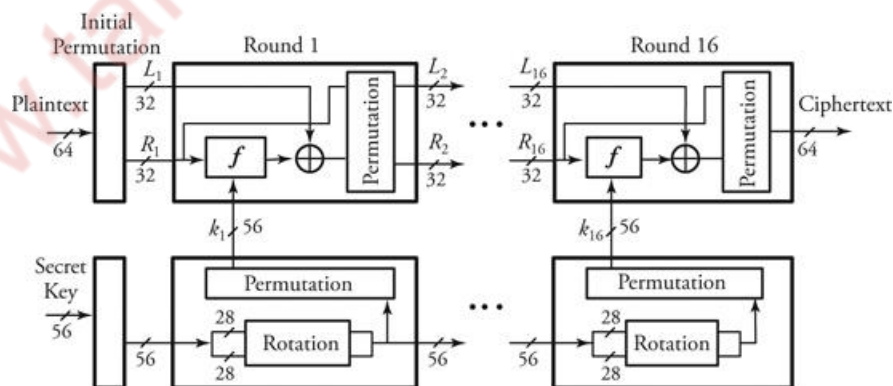 w.ta
Initial
Permutation
Round 1
Round 16
Plaintext
64
L1
32
R1
32
f
Permutation
L2
32
R2
32
...
L16
32
R16
32
f
Permutation
Ciphertext
64
k1 56
k16 56
Secret
Key
56
56
Permutation
28
Rotation
28
56
...
56
Permutation
28
Rotation
28